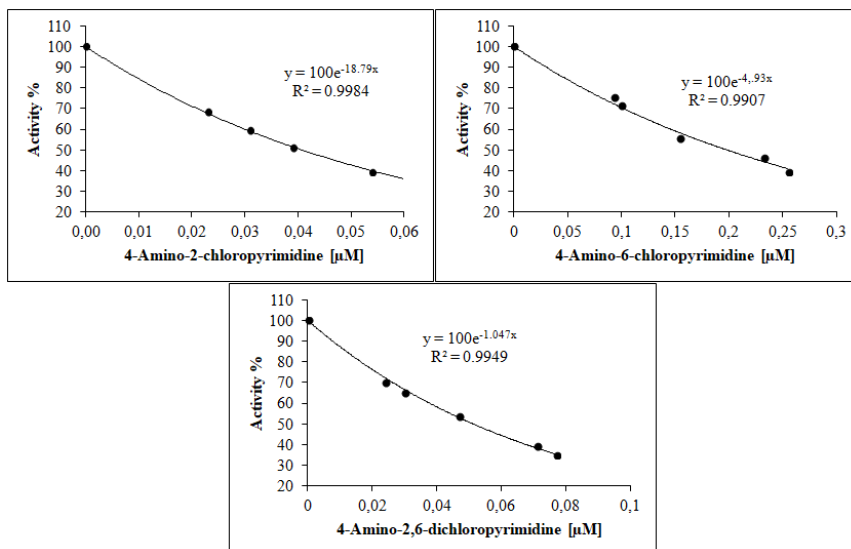 110
100
90
80
70
60
50
40
30
20
Activity %
y = 100e^-18.79x
R² = 0.9984
0,00 0,01 0,02 0,03 0,04 0,05 0,06
4-Amino-2-chloropyrimidine [µM]
110
100
90
80
70
60
50
40
30
20
Activity %
y = 100e^-4,.93x
R² = 0.9907
0 0,05 0,1 0,15 0,2 0,25 0,3
4-Amino-6-chloropyrimidine [µM]
110
100
90
80
70
60
50
40
30
20
Activity %
y = 100e^-1.047x
R² = 0.9949
0 0,02 0,04 0,06 0,08 0,1
4-Amino-2,6-dichloropyrimidine [µM]